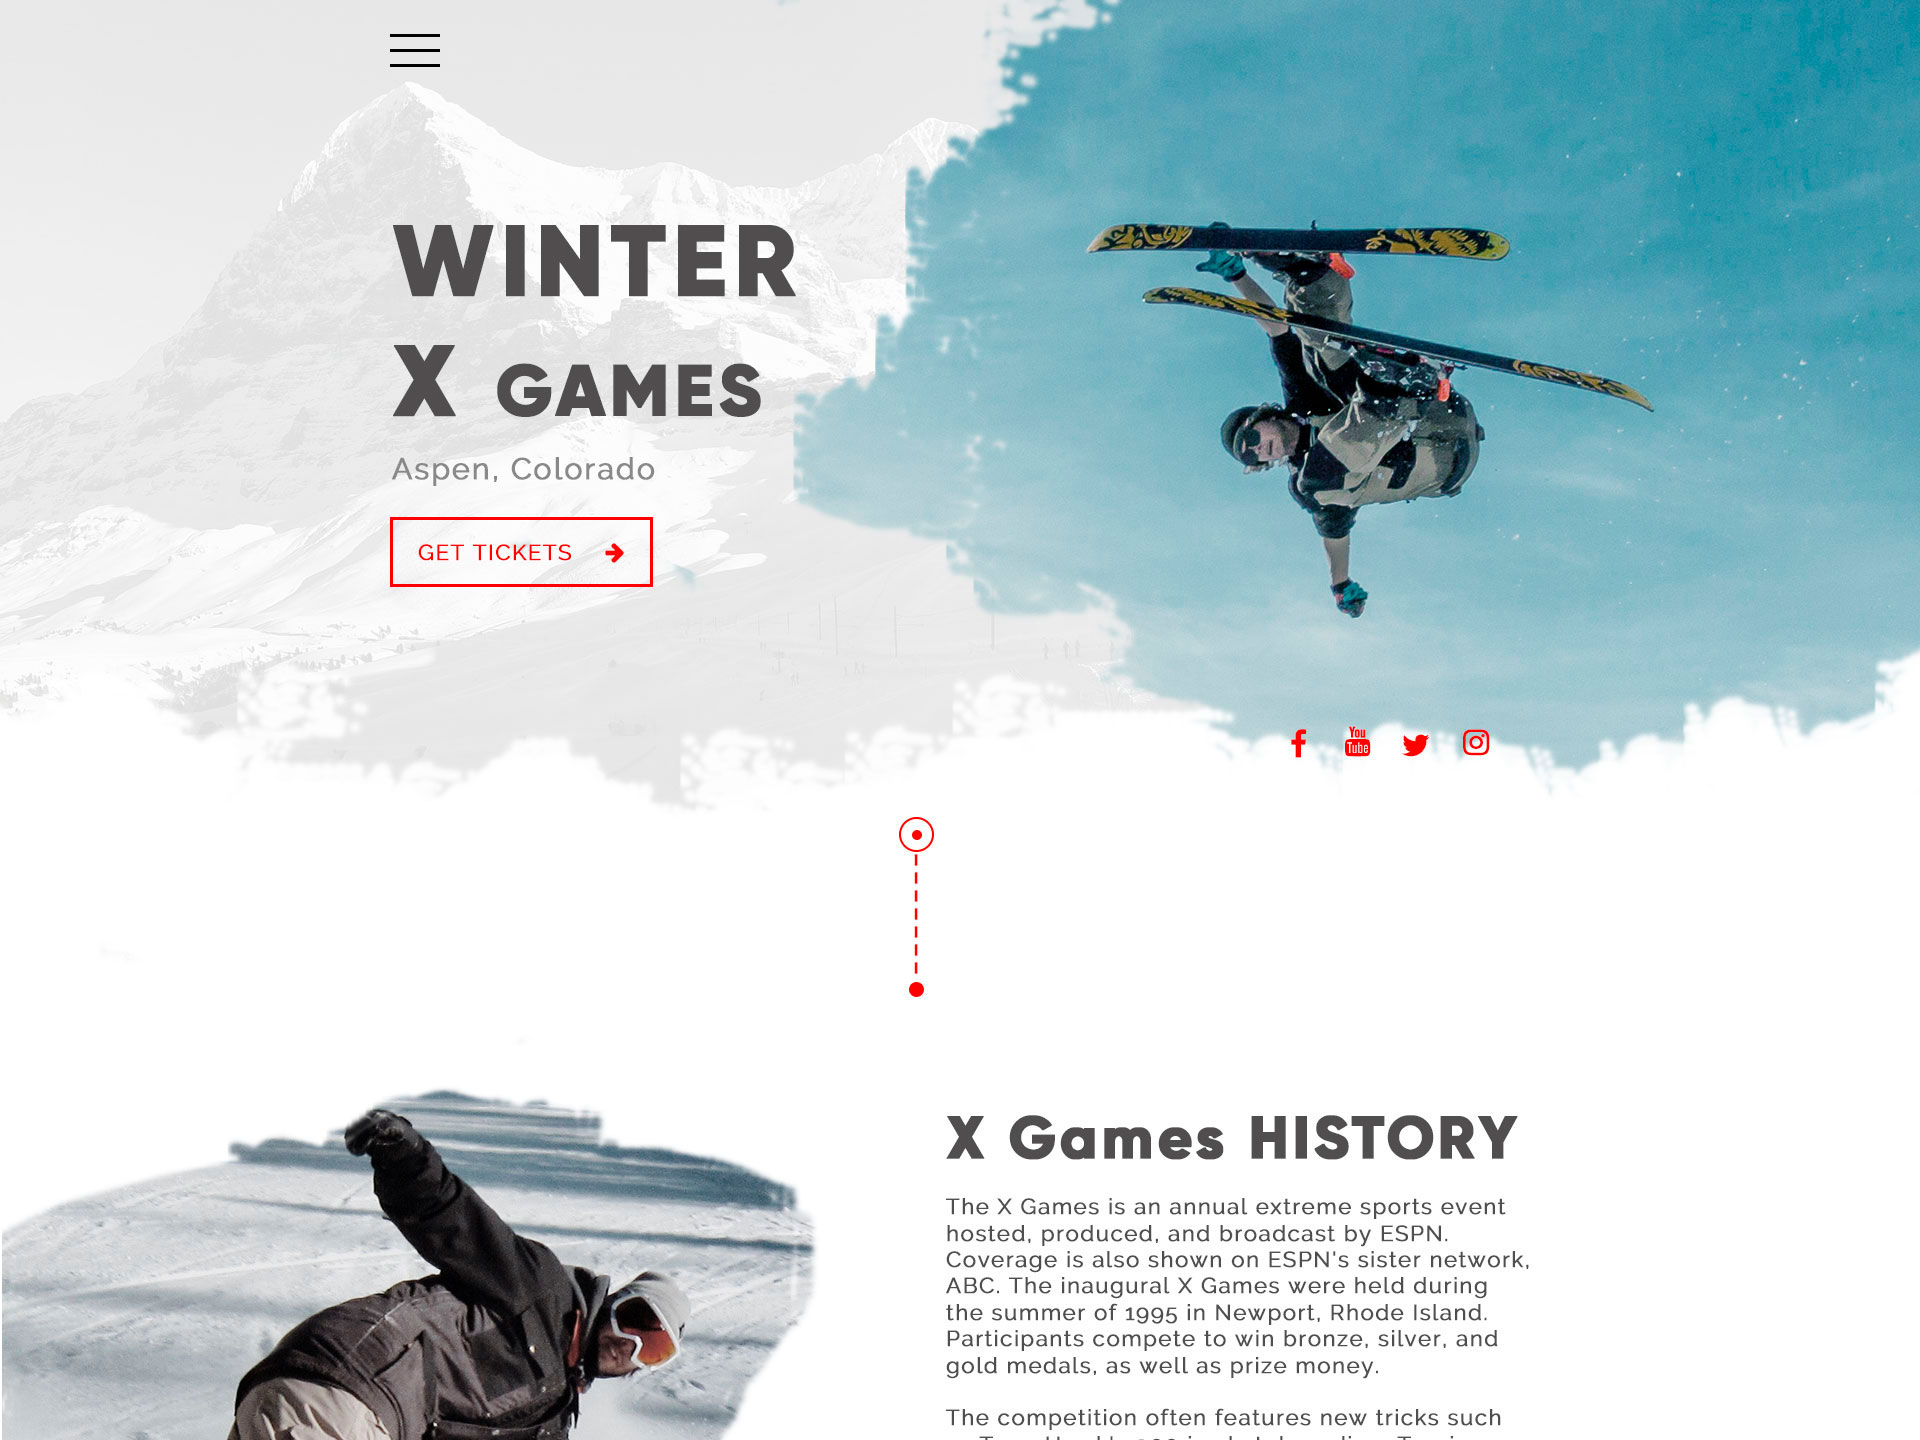 WINTER
X GAMES
Aspen, Colorado
GET TICKETS
You
Tube
X Games HISTORY
The X Games is an annual extreme sports event
hosted, produced, and broadcast by ESPN.
Coverage is also shown on ESPN's sister network,
ABC. The inaugural X Games were held during
the summer of 1995 in Newport, Rhode Island.
Participants compete to win bronze, silver, and
gold medals, as well as prize money.
The competition often features new tricks such